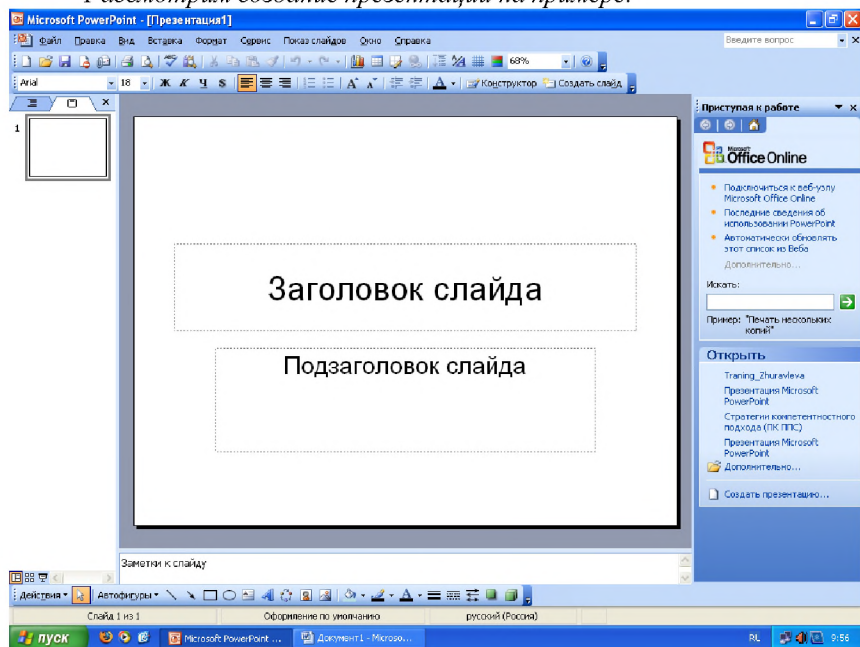 Рассмотрим создание презентации на примере.
Microsoft PowerPoint - [Презентация1]
Файл Правка Вид Вставка Формат Сервис Показ слайдов Окно Справка
Введите вопрос
68%
Arial 18 Ж К Ч S Конструктор Создать слайд
1
Заголовок слайда
Подзаголовок слайда
Заметки к слайду
Приступая к работе
Microsoft
Office Online
Подключиться к веб-узлу
Microsoft Office Online
Последние сведения об
использовании PowerPoint
Автоматически обновлять
этот список из Веба
Дополнительно...
Искать:
Пример: "Печать нескольких
копий"
Открыть
Traning_Zhuravleva
Презентация Microsoft
PowerPoint
Стратегии компетентностного
подхода (ПК ППС)
Презентация Microsoft
PowerPoint
Дополнительно...
Создать презентацию...
Действия Автофигуры
Слайд 1 из 1 Оформление по умолчанию русский (Россия)
пуск Microsoft PowerPoint ... Документ1 - Microso... RU 9:56